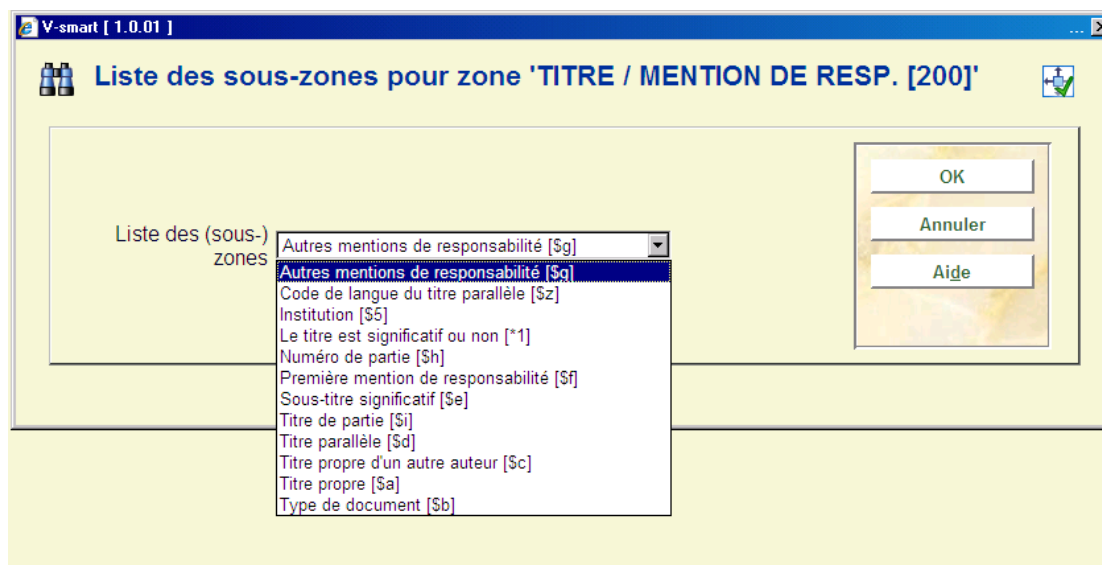 V-smart [ 1.0.01 ]
...
Liste des sous-zones pour zone 'TITRE / MENTION DE RESP. [200]'
OK
Annuler
Aide
Liste des (sous-)
zones
Autres mentions de responsabilité [$g]
Autres mentions de responsabilité [$g]
Code de langue du titre parallèle [$z]
Institution [$5]
Le titre est significatif ou non [*1]
Numéro de partie [$h]
Première mention de responsabilité [$f]
Sous-titre significatif [$e]
Titre de partie [$i]
Titre parallèle [$d]
Titre propre d'un autre auteur [$c]
Titre propre [$a]
Type de document [$b]